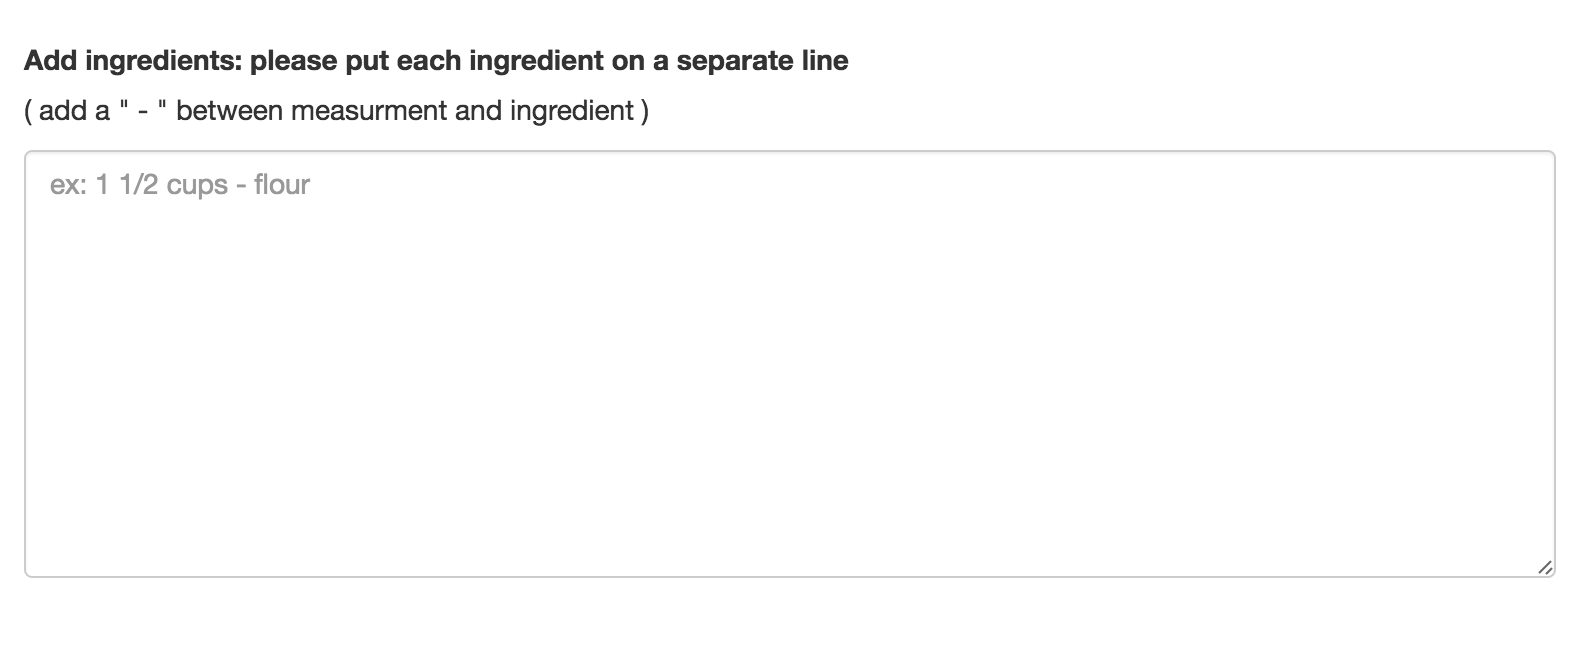 Add ingredients: please put each ingredient on a separate line
( add a " - " between measurment and ingredient )
ex: 1 1/2 cups - flour